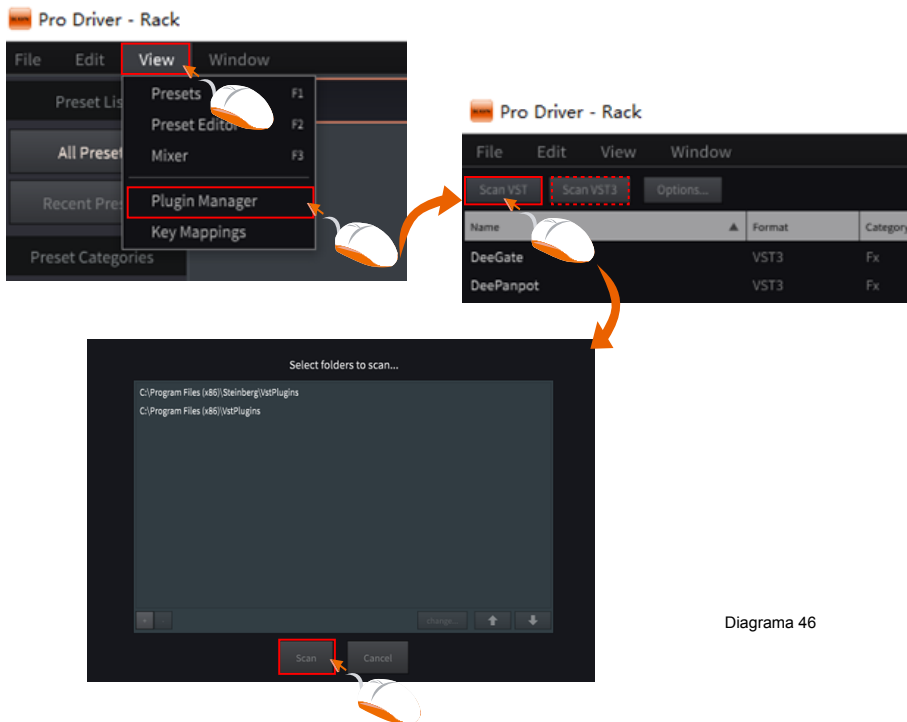 Pro Driver - Rack
File Edit View Window
Preset Lis
Presets F1
Preset Editor F2
All Preset
Mixer F3
Recent Pre
Plugin Manager
Key Mappings
Preset Categories
Pro Driver - Rack
File Edit View Window
Scan VST Scan VST3 Options...
Name Format Category
DeeGate VST3 Fx
DeePanpot VST3 Fx
Select folders to scan...
C:\Program Files (x86)\Steinberg\VstPlugins
C:\Program Files (x86)\VstPlugins
+ -
change...
Scan Cancel
Diagrama 46